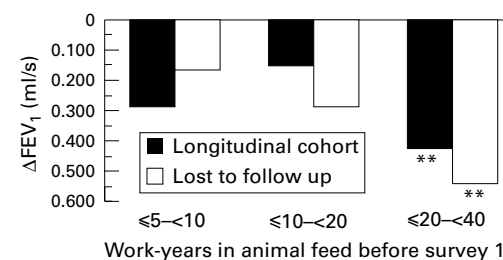 0
0.100
0.200
0.300
0.400
0.500
0.600
ΔFEV₁ (ml/s)
Longitudinal cohort
Lost to follow up
**
**
⩽5–<10 ⩽10–<20 ⩽20–<40
Work-years in animal feed before survey 1